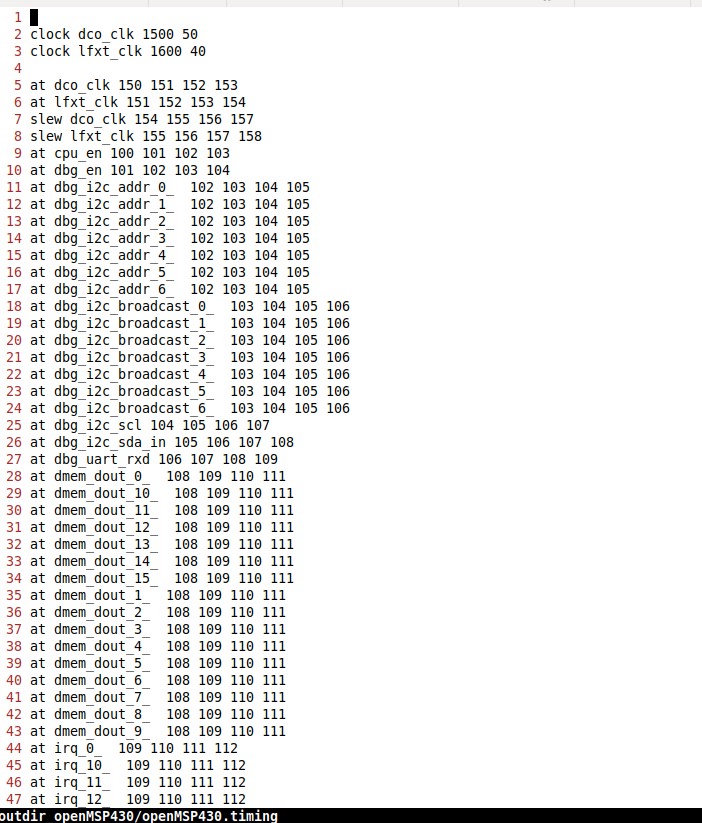 1
2 clock dco_clk 1500 50
3 clock lfxt_clk 1600 40
4
5 at dco_clk 150 151 152 153
6 at lfxt_clk 151 152 153 154
7 slew dco_clk 154 155 156 157
8 slew lfxt_clk 155 156 157 158
9 at cpu_en 100 101 102 103
10 at dbg_en 101 102 103 104
11 at dbg_i2c_addr_0_  102 103 104 105
12 at dbg_i2c_addr_1_  102 103 104 105
13 at dbg_i2c_addr_2_  102 103 104 105
14 at dbg_i2c_addr_3_  102 103 104 105
15 at dbg_i2c_addr_4_  102 103 104 105
16 at dbg_i2c_addr_5_  102 103 104 105
17 at dbg_i2c_addr_6_  102 103 104 105
18 at dbg_i2c_broadcast_0_  103 104 105 106
19 at dbg_i2c_broadcast_1_  103 104 105 106
20 at dbg_i2c_broadcast_2_  103 104 105 106
21 at dbg_i2c_broadcast_3_  103 104 105 106
22 at dbg_i2c_broadcast_4_  103 104 105 106
23 at dbg_i2c_broadcast_5_  103 104 105 106
24 at dbg_i2c_broadcast_6_  103 104 105 106
25 at dbg_i2c_scl 104 105 106 107
26 at dbg_i2c_sda_in 105 106 107 108
27 at dbg_uart_rxd 106 107 108 109
28 at dmem_dout_0_  108 109 110 111
29 at dmem_dout_10_  108 109 110 111
30 at dmem_dout_11_  108 109 110 111
31 at dmem_dout_12_  108 109 110 111
32 at dmem_dout_13_  108 109 110 111
33 at dmem_dout_14_  108 109 110 111
34 at dmem_dout_15_  108 109 110 111
35 at dmem_dout_1_  108 109 110 111
36 at dmem_dout_2_  108 109 110 111
37 at dmem_dout_3_  108 109 110 111
38 at dmem_dout_4_  108 109 110 111
39 at dmem_dout_5_  108 109 110 111
40 at dmem_dout_6_  108 109 110 111
41 at dmem_dout_7_  108 109 110 111
42 at dmem_dout_8_  108 109 110 111
43 at dmem_dout_9_  108 109 110 111
44 at irq_0_  109 110 111 112
45 at irq_10_  109 110 111 112
46 at irq_11_  109 110 111 112
47 at irq_12_  109 110 111 112
outdir openMSP430/openMSP430.timing